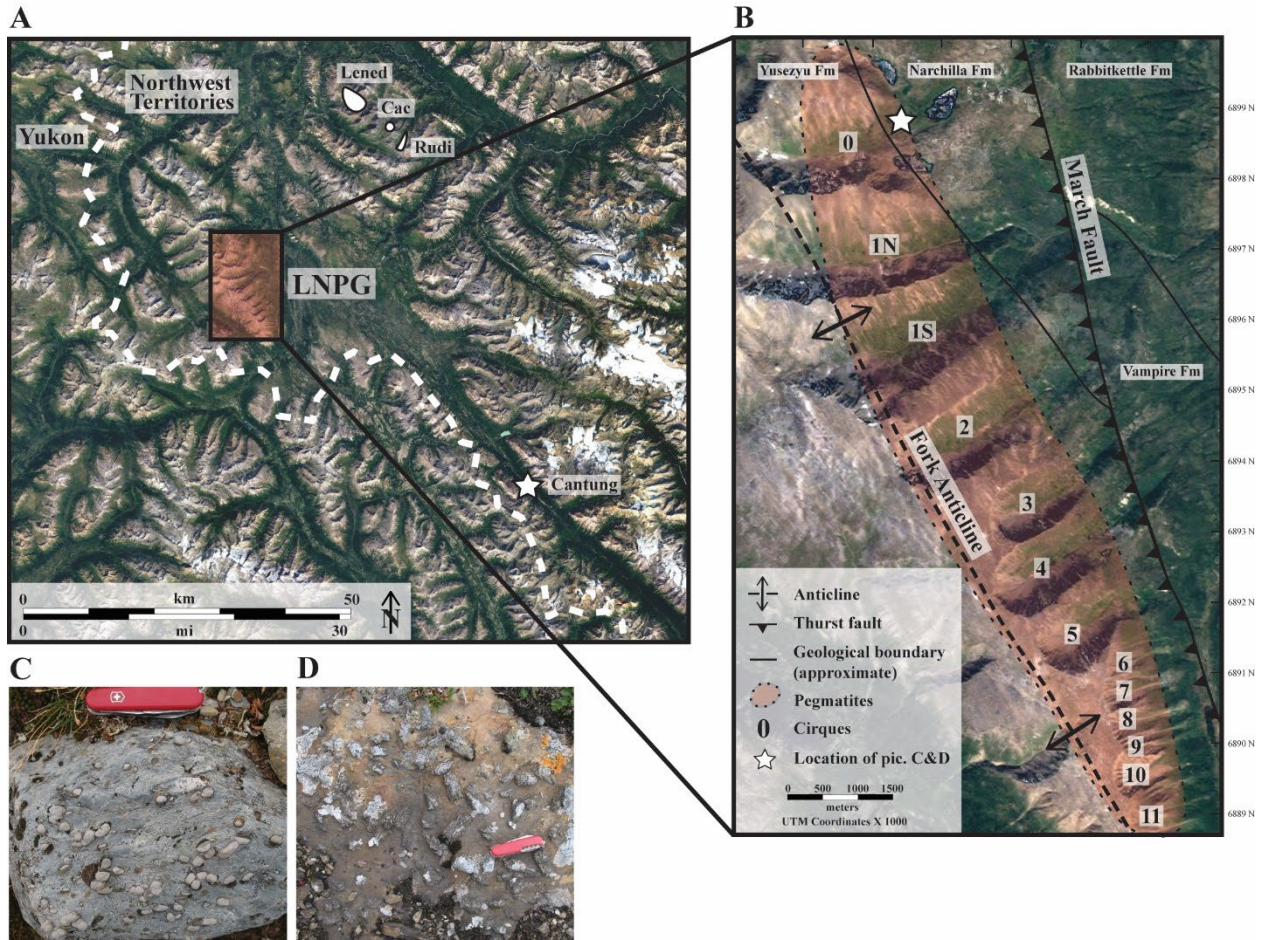 A
Northwest
Territories
Yukon
Lened
Cac
Rudi
LNPG
Cantung
0 km 50
0 mi 30
N
B
Yusezyu Fm
Narchilla Fm
Rabbitkettle Fm
6899 N
0
6898 N
March Fault
1N
6897 N
1S
6896 N
Vampire Fm
6895 N
2
6894 N
Fork Anticline
3
6893 N
4
6892 N
5
6
6891 N
7
8
6890 N
9
10
11
6889 N
Anticline
Thurst fault
Geological boundary
(approximate)
Pegmatites
0 Cirques
Location of pic. C&D
0 500 1000 1500
meters
UTM Coordinates X 1000
C
D